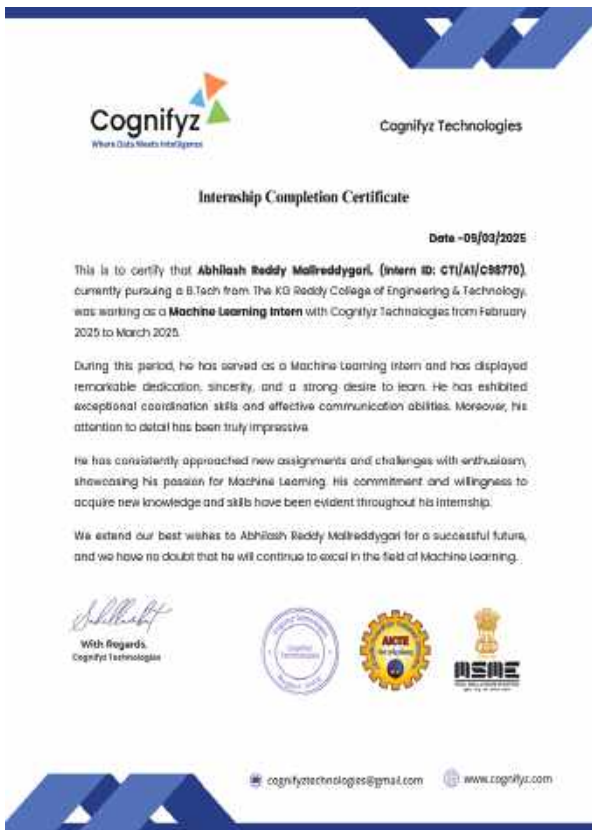 Cognifyz
Where Data Meets Intelligence
Cognifyz Technologies
Internship Completion Certificate
Date -05/03/2025
This is to certify that Abhilash Reddy Mallreddygari, (Intern ID: CTI/A1/C98770),
currently pursuing a B.Tech from The KG Reddy College of Engineering & Technology,
was working as a Machine Learning Intern with Cognifyz Technologies from February
2025 to March 2025.
During this period, he has served as a Machine Learning Intern and has displayed
remarkable dedication, sincerity, and a strong desire to learn. He has exhibited
exceptional coordination skills and effective communication abilities. Moreover, his
attention to detail has been truly impressive.
He has consistently approached new assignments and challenges with enthusiasm,
showcasing his passion for Machine Learning. His commitment and willingness to
acquire new knowledge and skills have been evident throughout his internship.
We extend our best wishes to Abhilash Reddy Mallreddygari for a successful future,
and we have no doubt that he will continue to excel in the field of Machine Learning.
With Regards,
Cognifyz Technologies
Cognifyz Technologies
Cognifyz
Technologies
AICTE
MSME
cognifyztechnologies@gmail.com
www.cognifyz.com